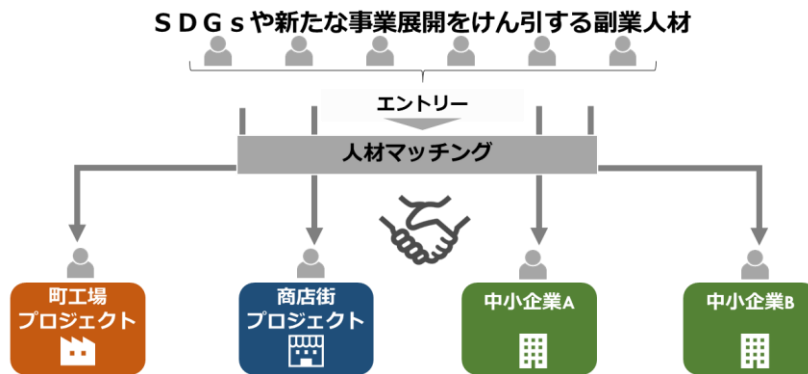 ＳＤＧｓや新たな事業展開をけん引する副業人材
エントリー
人材マッチング
町工場
プロジェクト
商店街
プロジェクト
中小企業A
中小企業B